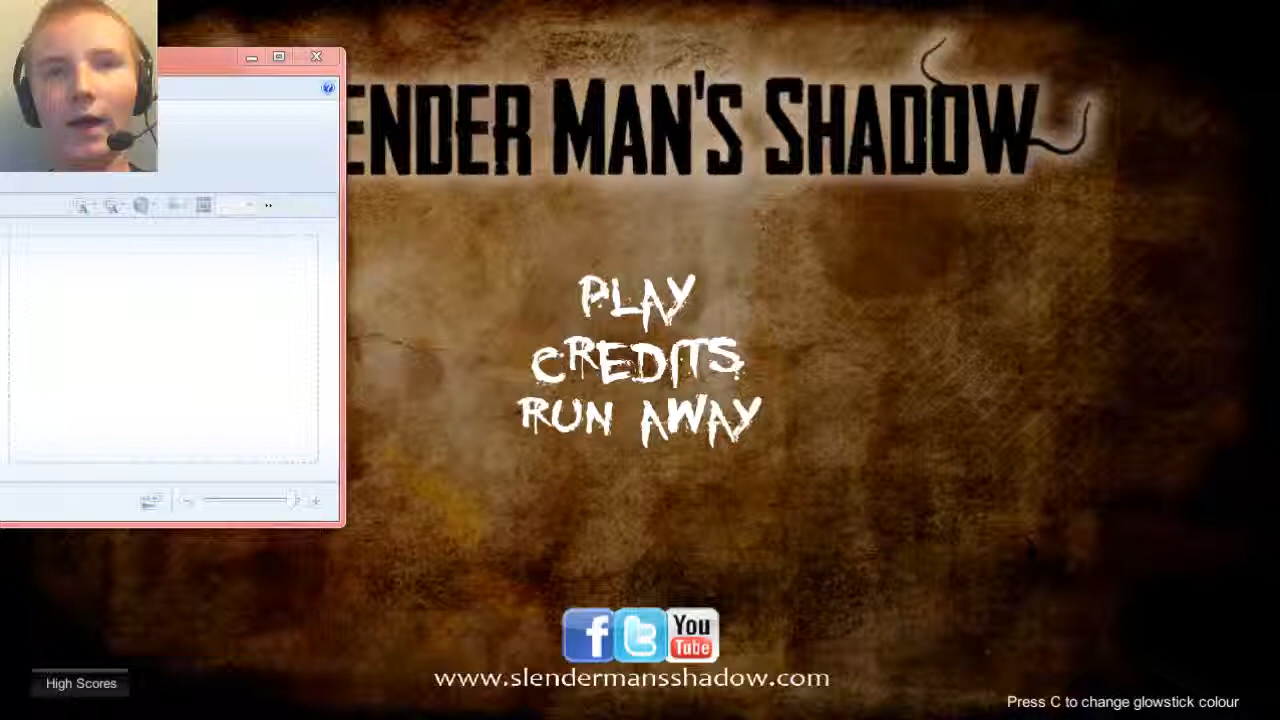 ENDER MAN'S SHADOW
PLAY
CREDITS
RUN AWAY
f t You Tube
www.slendermansshadow.com
High Scores
Press C to change glowstick colour